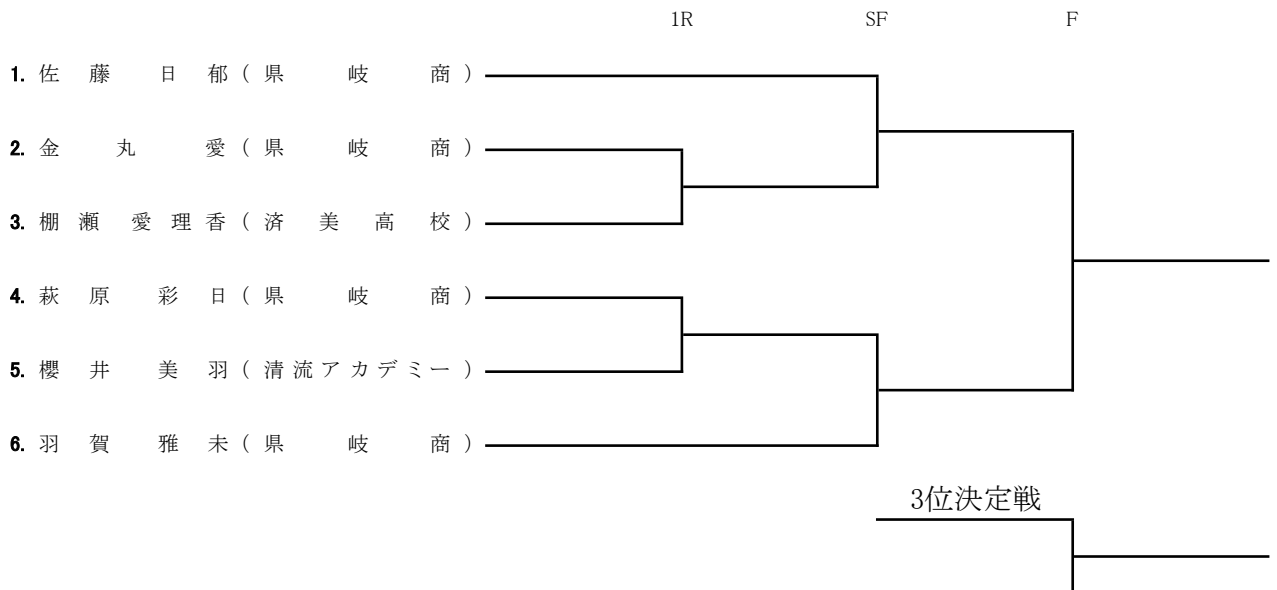 1R SF F
1. 佐藤 日郁(県岐商)
2. 金丸 愛(県岐商)
3. 棚瀬 愛理香(済美高校)
4. 萩原 彩日(県岐商)
5. 櫻井 美羽(清流アカデミー)
6. 羽賀 雅未(県岐商)
3位決定戦